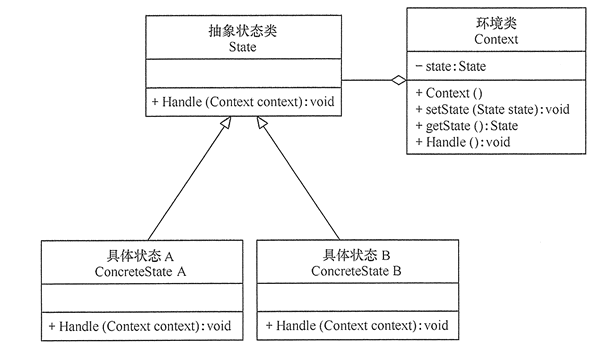 抽象状态类
State
+ Handle (Context context) : void
环境类
Context
− state : State
+ Context ()
+ setState (State state) : void
+ getState () : State
+ Handle () : void
具体状态 A
ConcreteState A
+ Handle (Context context) : void
具体状态 B
ConcreteState B
+ Handle (Context context) : void